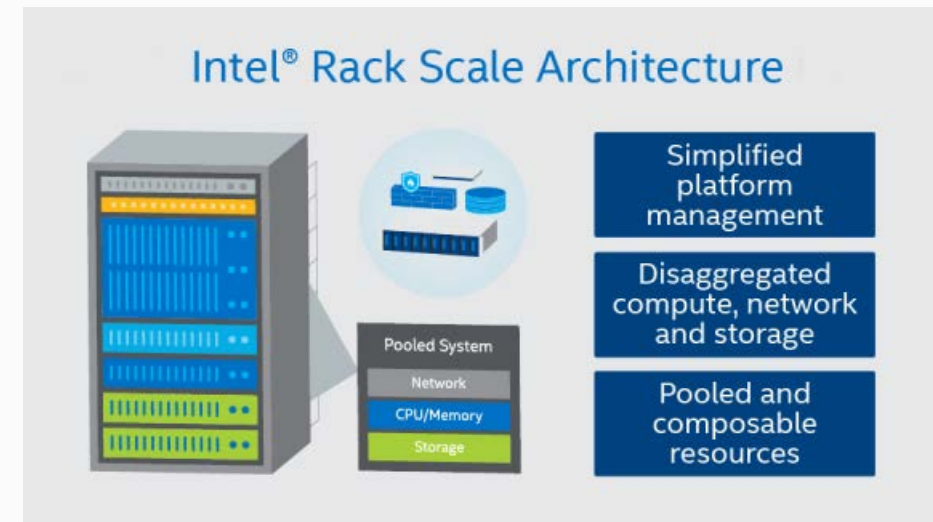 Intel® Rack Scale Architecture
Simplified
platform
management
Disaggregated
compute, network
and storage
Pooled System
Network
CPU/Memory
Storage
Pooled and
composable
resources